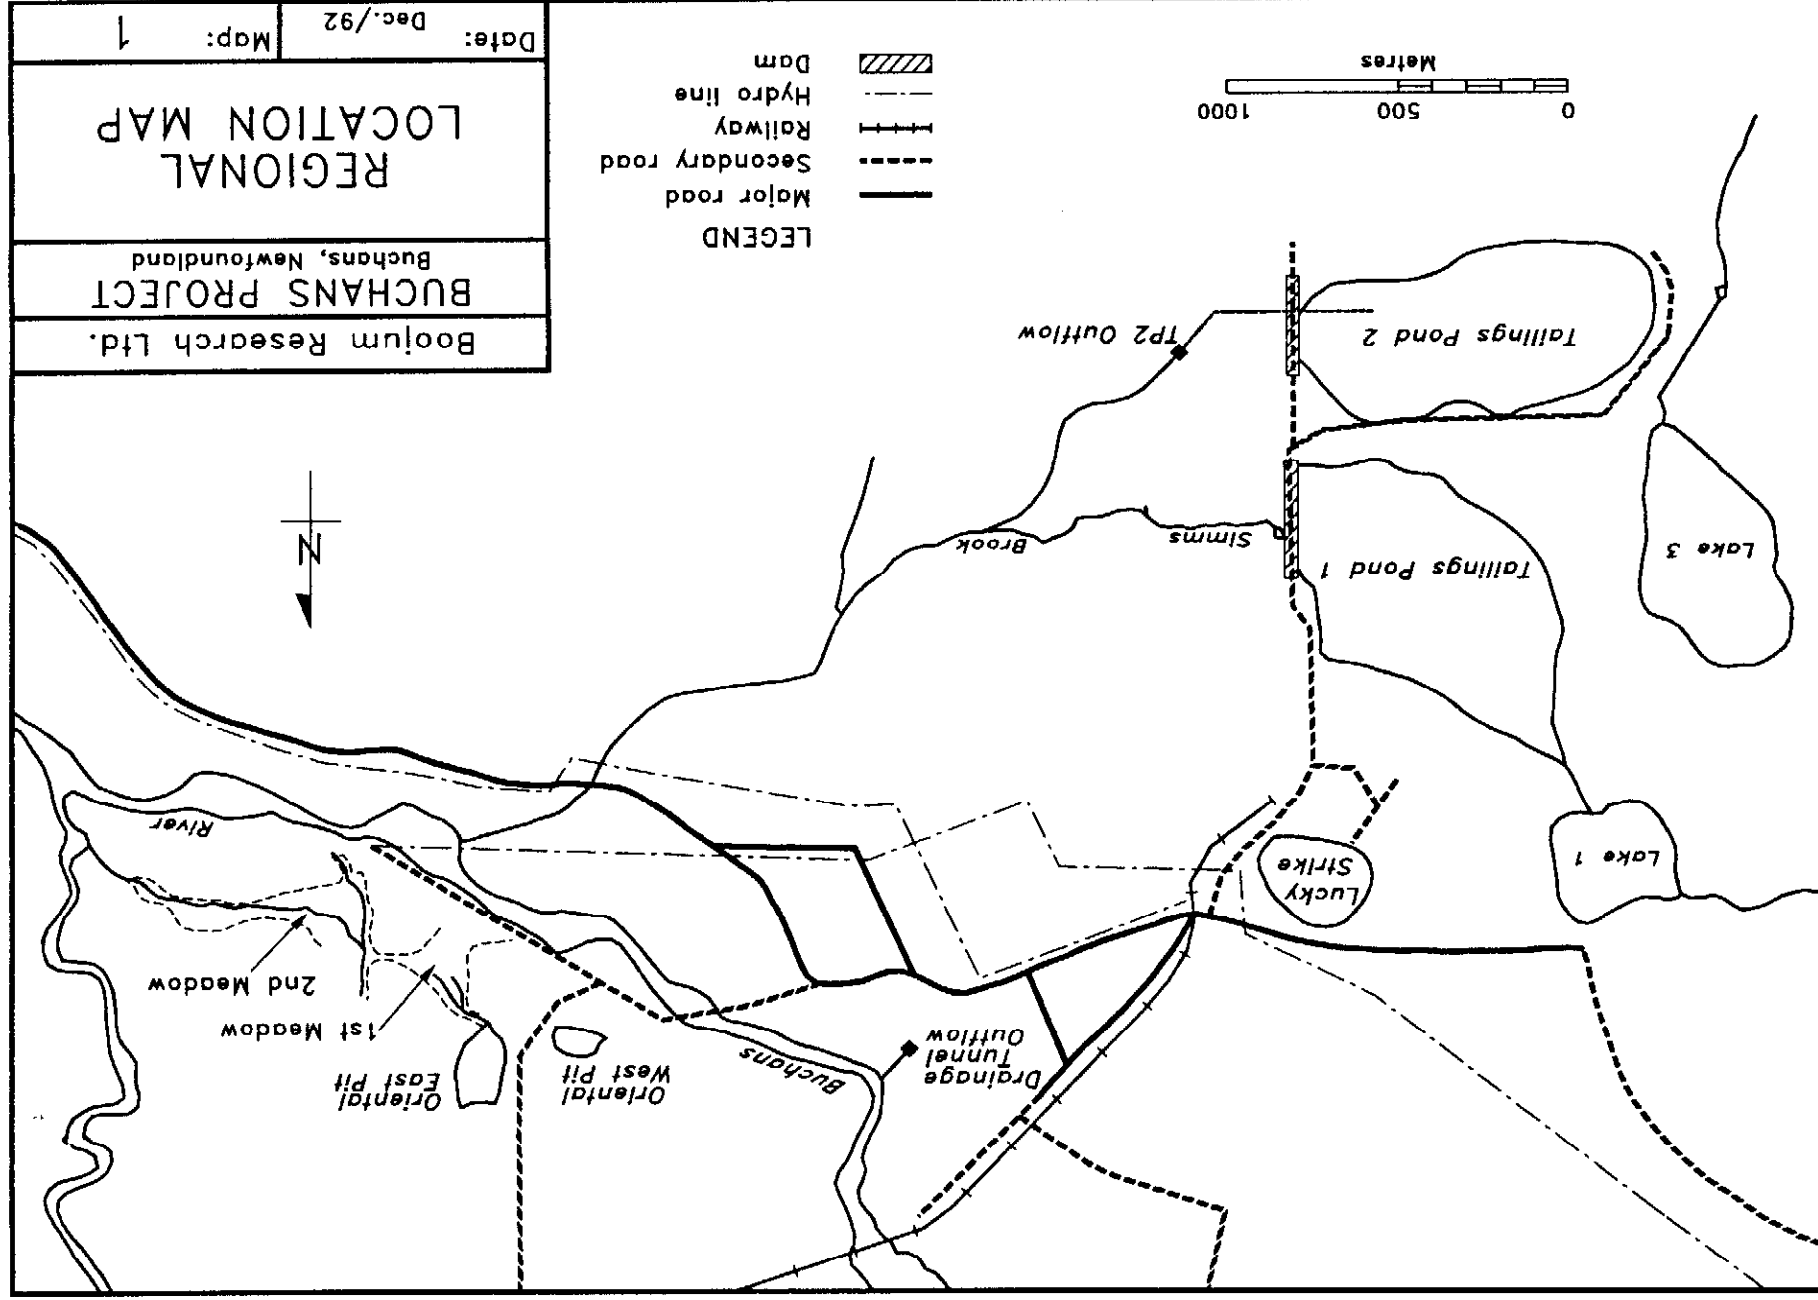 Oriental
West Pit
Oriental
East Pit
Drainage
Tunnel
Outflow
Buchans
River
1st Meadow
2nd Meadow
Lake 1
Lucky
Strike
Lake 3
Tailings Pond 1
Simms
Brook
N
Tailings Pond 2
TP2 Outflow
0
500
1000
Metres
LEGEND
Major road
Secondary road
Railway
Hydro line
Dam
Boojum Research Ltd.
BUCHANS PROJECT
Buchans, Newfoundland
REGIONAL
LOCATION MAP
Date: Dec./92
Map: 1